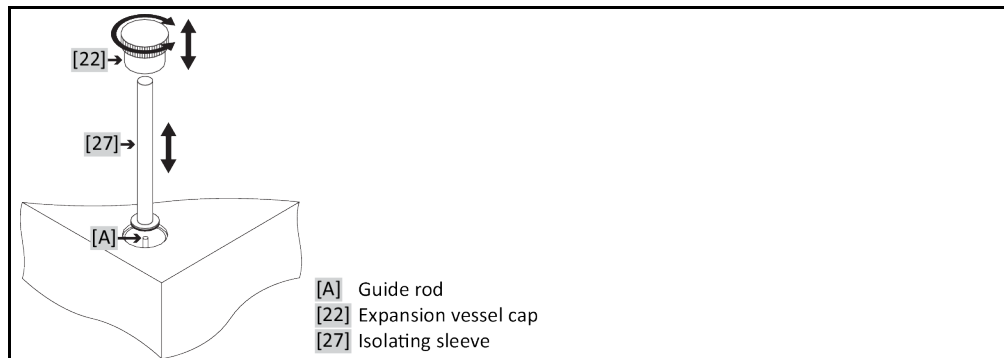 [22]
[27]
[A]
[A] Guide rod
[22] Expansion vessel cap
[27] Isolating sleeve